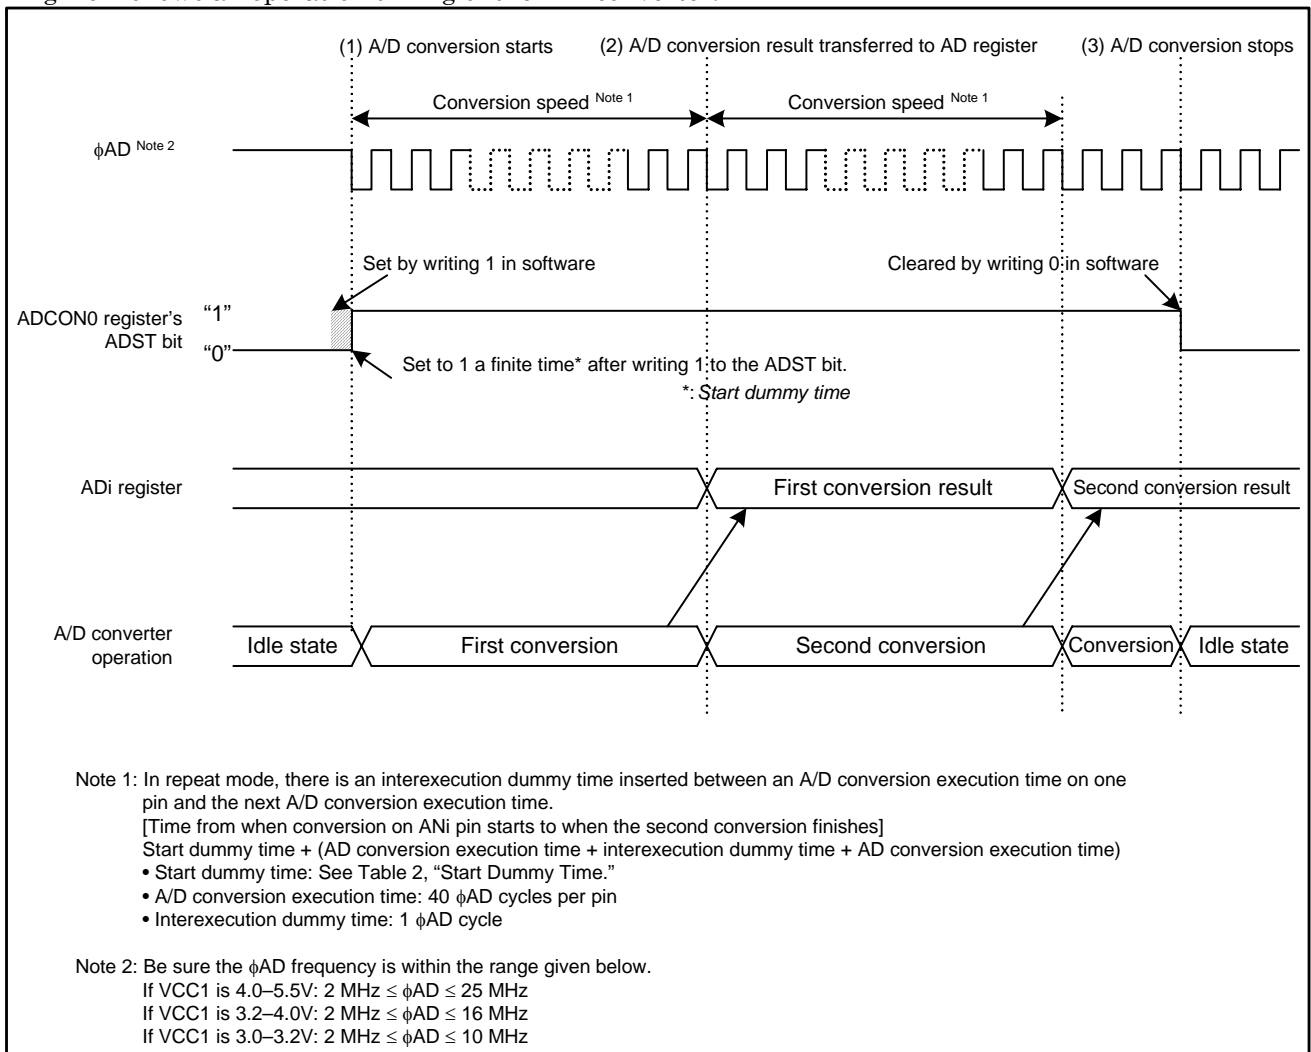 (1) A/D conversion starts (2) A/D conversion result transferred to AD register (3) A/D conversion stops
Conversion speed Note 1 Conversion speed Note 1
ϕAD Note 2
Set by writing 1 in software Cleared by writing 0 in software
ADCON0 register's “1”
ADST bit
“0”
Set to 1 a finite time* after writing 1 to the ADST bit.
*: Start dummy time
ADi register First conversion result Second conversion result
A/D converter
operation
Idle state First conversion Second conversion Conversion Idle state
Note 1: In repeat mode, there is an interexecution dummy time inserted between an A/D conversion execution time on one
pin and the next A/D conversion execution time.
[Time from when conversion on ANi pin starts to when the second conversion finishes]
Start dummy time + (AD conversion execution time + interexecution dummy time + AD conversion execution time)
• Start dummy time: See Table 2, “Start Dummy Time.”
• A/D conversion execution time: 40 ϕAD cycles per pin
• Interexecution dummy time: 1 ϕAD cycle
Note 2: Be sure the ϕAD frequency is within the range given below.
If VCC1 is 4.0–5.5V: 2 MHz ≤ ϕAD ≤ 25 MHz
If VCC1 is 3.2–4.0V: 2 MHz ≤ ϕAD ≤ 16 MHz
If VCC1 is 3.0–3.2V: 2 MHz ≤ ϕAD ≤ 10 MHz